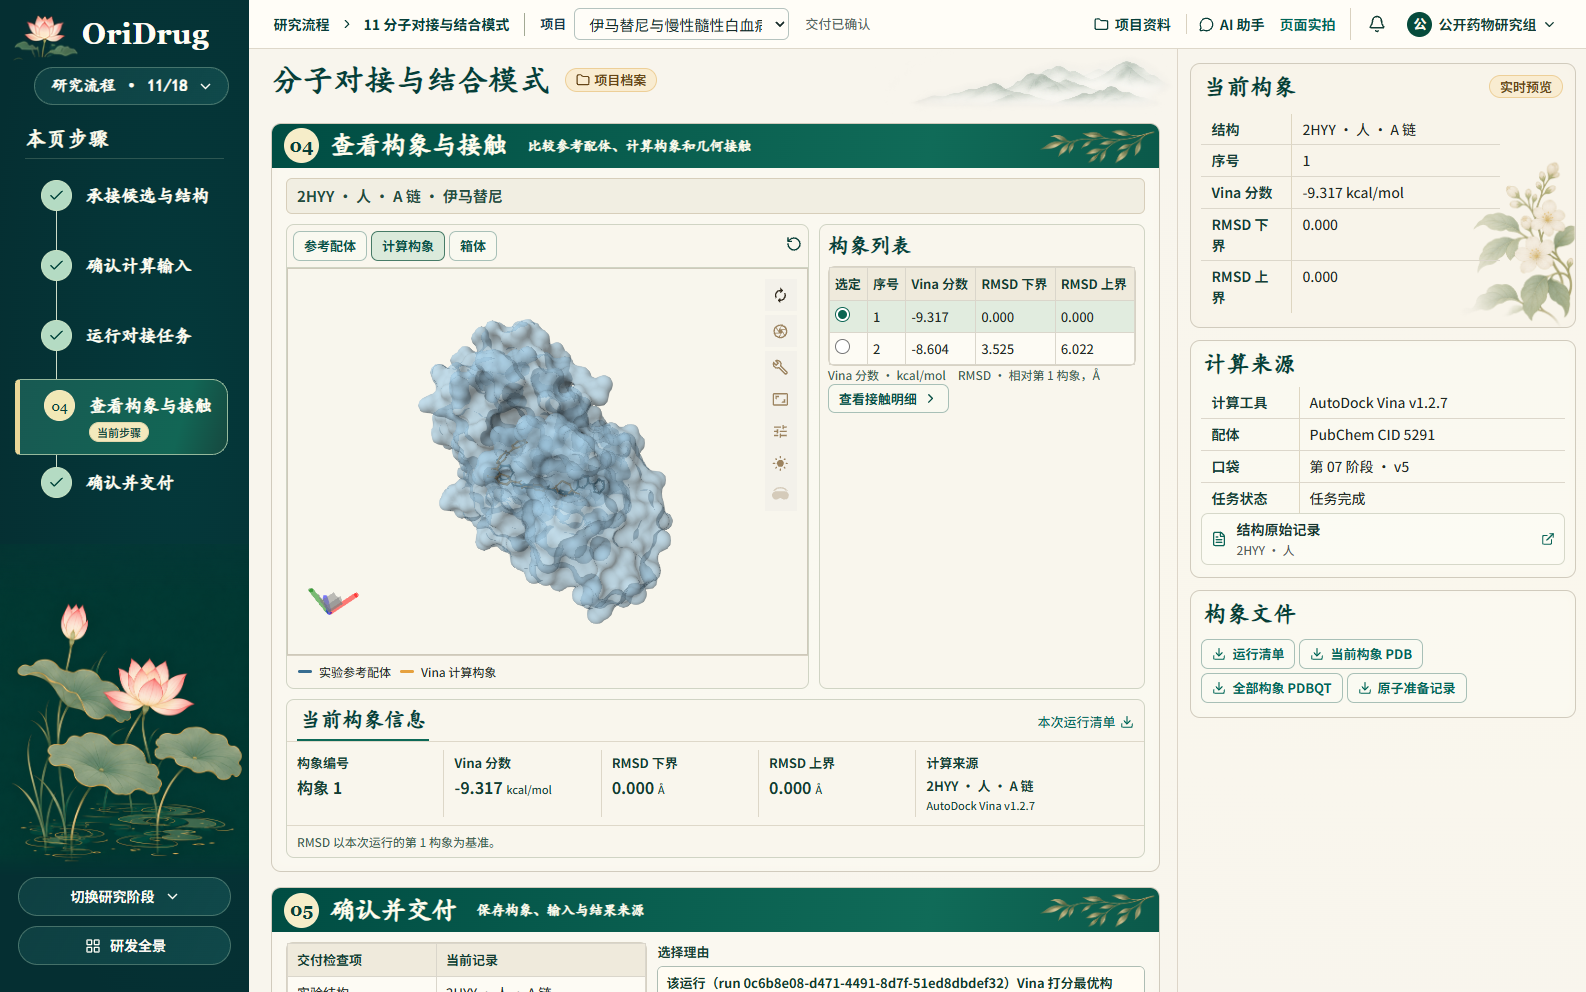 OriDrug
研究流程 • 11/18
本页步骤
承接候选与结构
确认计算输入
运行对接任务
04 查看构象与接触
当前步骤
确认并交付
切换研究阶段
研发全景
研究流程 > 11 分子对接与结合模式
项目
伊马替尼与慢性髓性白血
交付已确认
项目资料
AI 助手
页面实拍
公 公开药物研究组
分子对接与结合模式
项目档案
04 查看构象与接触 比较参考配体、计算构象和几何接触
2HYY • 人 • A 链 • 伊马替尼
参考配体 计算构象 箱体
实验参考配体 Vina 计算构象
构象列表
选定 序号 Vina 分数 RMSD 下界 RMSD 上界
1 -9.317 0.000 0.000
2 -8.604 3.525 6.022
Vina 分数 • kcal/mol RMSD • 相对第 1 构象，Å
查看接触明细
当前构象信息
本次运行清单
构象编号 Vina 分数 RMSD 下界 RMSD 上界 计算来源
构象 1 -9.317 kcal/mol 0.000 Å 0.000 Å 2HYY • 人 • A 链
AutoDock Vina v1.2.7
RMSD 以本次运行的第 1 构象为基准。
05 确认并交付 保存构象、输入与结果来源
交付检查项 当前记录
实验结构 2HYY • 人 • A 链
选择理由
该运行（run 0c6b8e08-d471-4491-8d7f-51ed8dbdef32）Vina 打分最优构
当前构象
实时预览
结构 2HYY • 人 • A 链
序号 1
Vina 分数 -9.317 kcal/mol
RMSD 下界 0.000
RMSD 上界 0.000
计算来源
计算工具 AutoDock Vina v1.2.7
配体 PubChem CID 5291
口袋 第 07 阶段 • v5
任务状态 任务完成
结构原始记录
2HYY • 人
构象文件
运行清单 当前构象 PDB
全部构象 PDBQT 原子准备记录